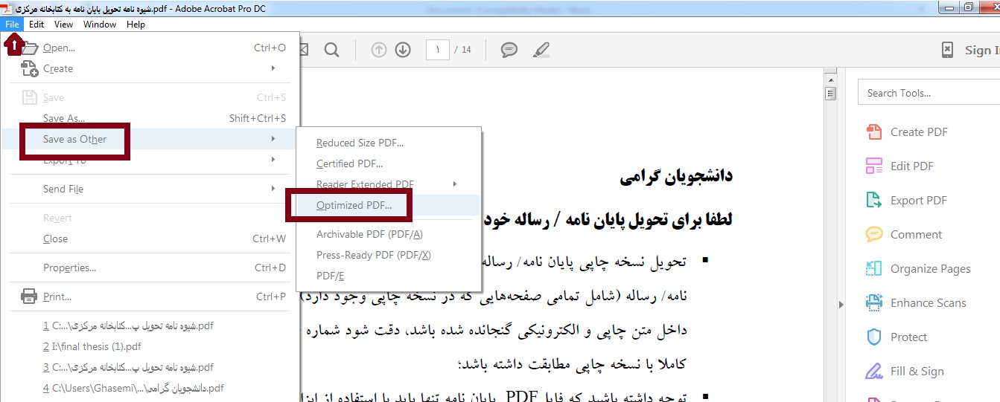 شیوه نامه تحویل پایان نامه به کتابخانه مرکزی.pdf - Adobe Acrobat Pro DC
File Edit View Window Help
Open... Ctrl+O
Create
Save Ctrl+S
Save As... Shift+Ctrl+S
Save as Other
Export To
Send File
Revert
Close Ctrl+W
Properties... Ctrl+D
Print... Ctrl+P
1 C:...\شیوه نامه تحویل پ...کتابخانه مرکزی.pdf
2 I:\final thesis (1).pdf
3 C:...\شیوه نامه تحویل پ...کتابخانه مرکزی.pdf
4 C:\Users\Ghasemi\...\دانشجویان گرامی.pdf
Reduced Size PDF...
Certified PDF...
Reader Extended PDF
Optimized PDF...
Archivable PDF (PDF/A)
Press-Ready PDF (PDF/X)
PDF/E
۱ / 14
Sign
دانشجویان گرامی
لطفا برای تحویل پایان نامه / رساله خود
▪ تحویل نسخه چاپی پایان نامه/ رساله
نامه/ رساله (شامل تمامی صفحه‌هایی که در نسخه چاپی وجود دارد)
داخل متن چاپی و الکترونیکی گنجانده شده باشد، دقت شود شماره
کاملا با نسخه چاپی مطابقت داشته باشد؛
▪ توجه داشته باشید که فایل PDF پایان نامه تنها باید با استفاده از
Search Tools...
Create PDF
Edit PDF
Export PDF
Comment
Organize Pages
Enhance Scans
Protect
Fill & Sign